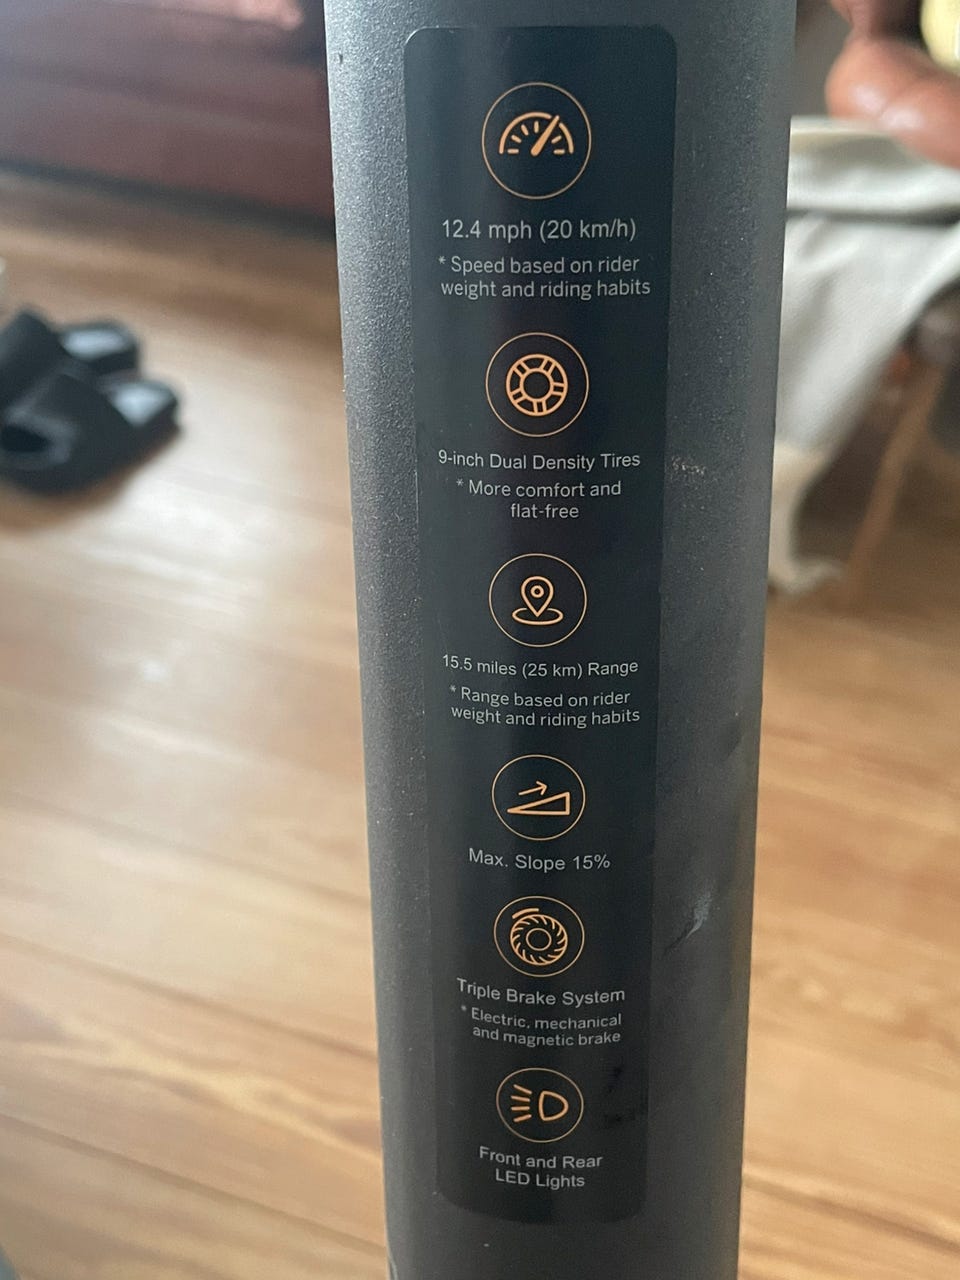 12.4 mph (20 km/h)
* Speed based on rider
weight and riding habits
9-inch Dual Density Tires
* More comfort and
flat-free
15.5 miles (25 km) Range
* Range based on rider
weight and riding habits
Max. Slope 15%
Triple Brake System
* Electric, mechanical
and magnetic brake
Front and Rear
LED Lights